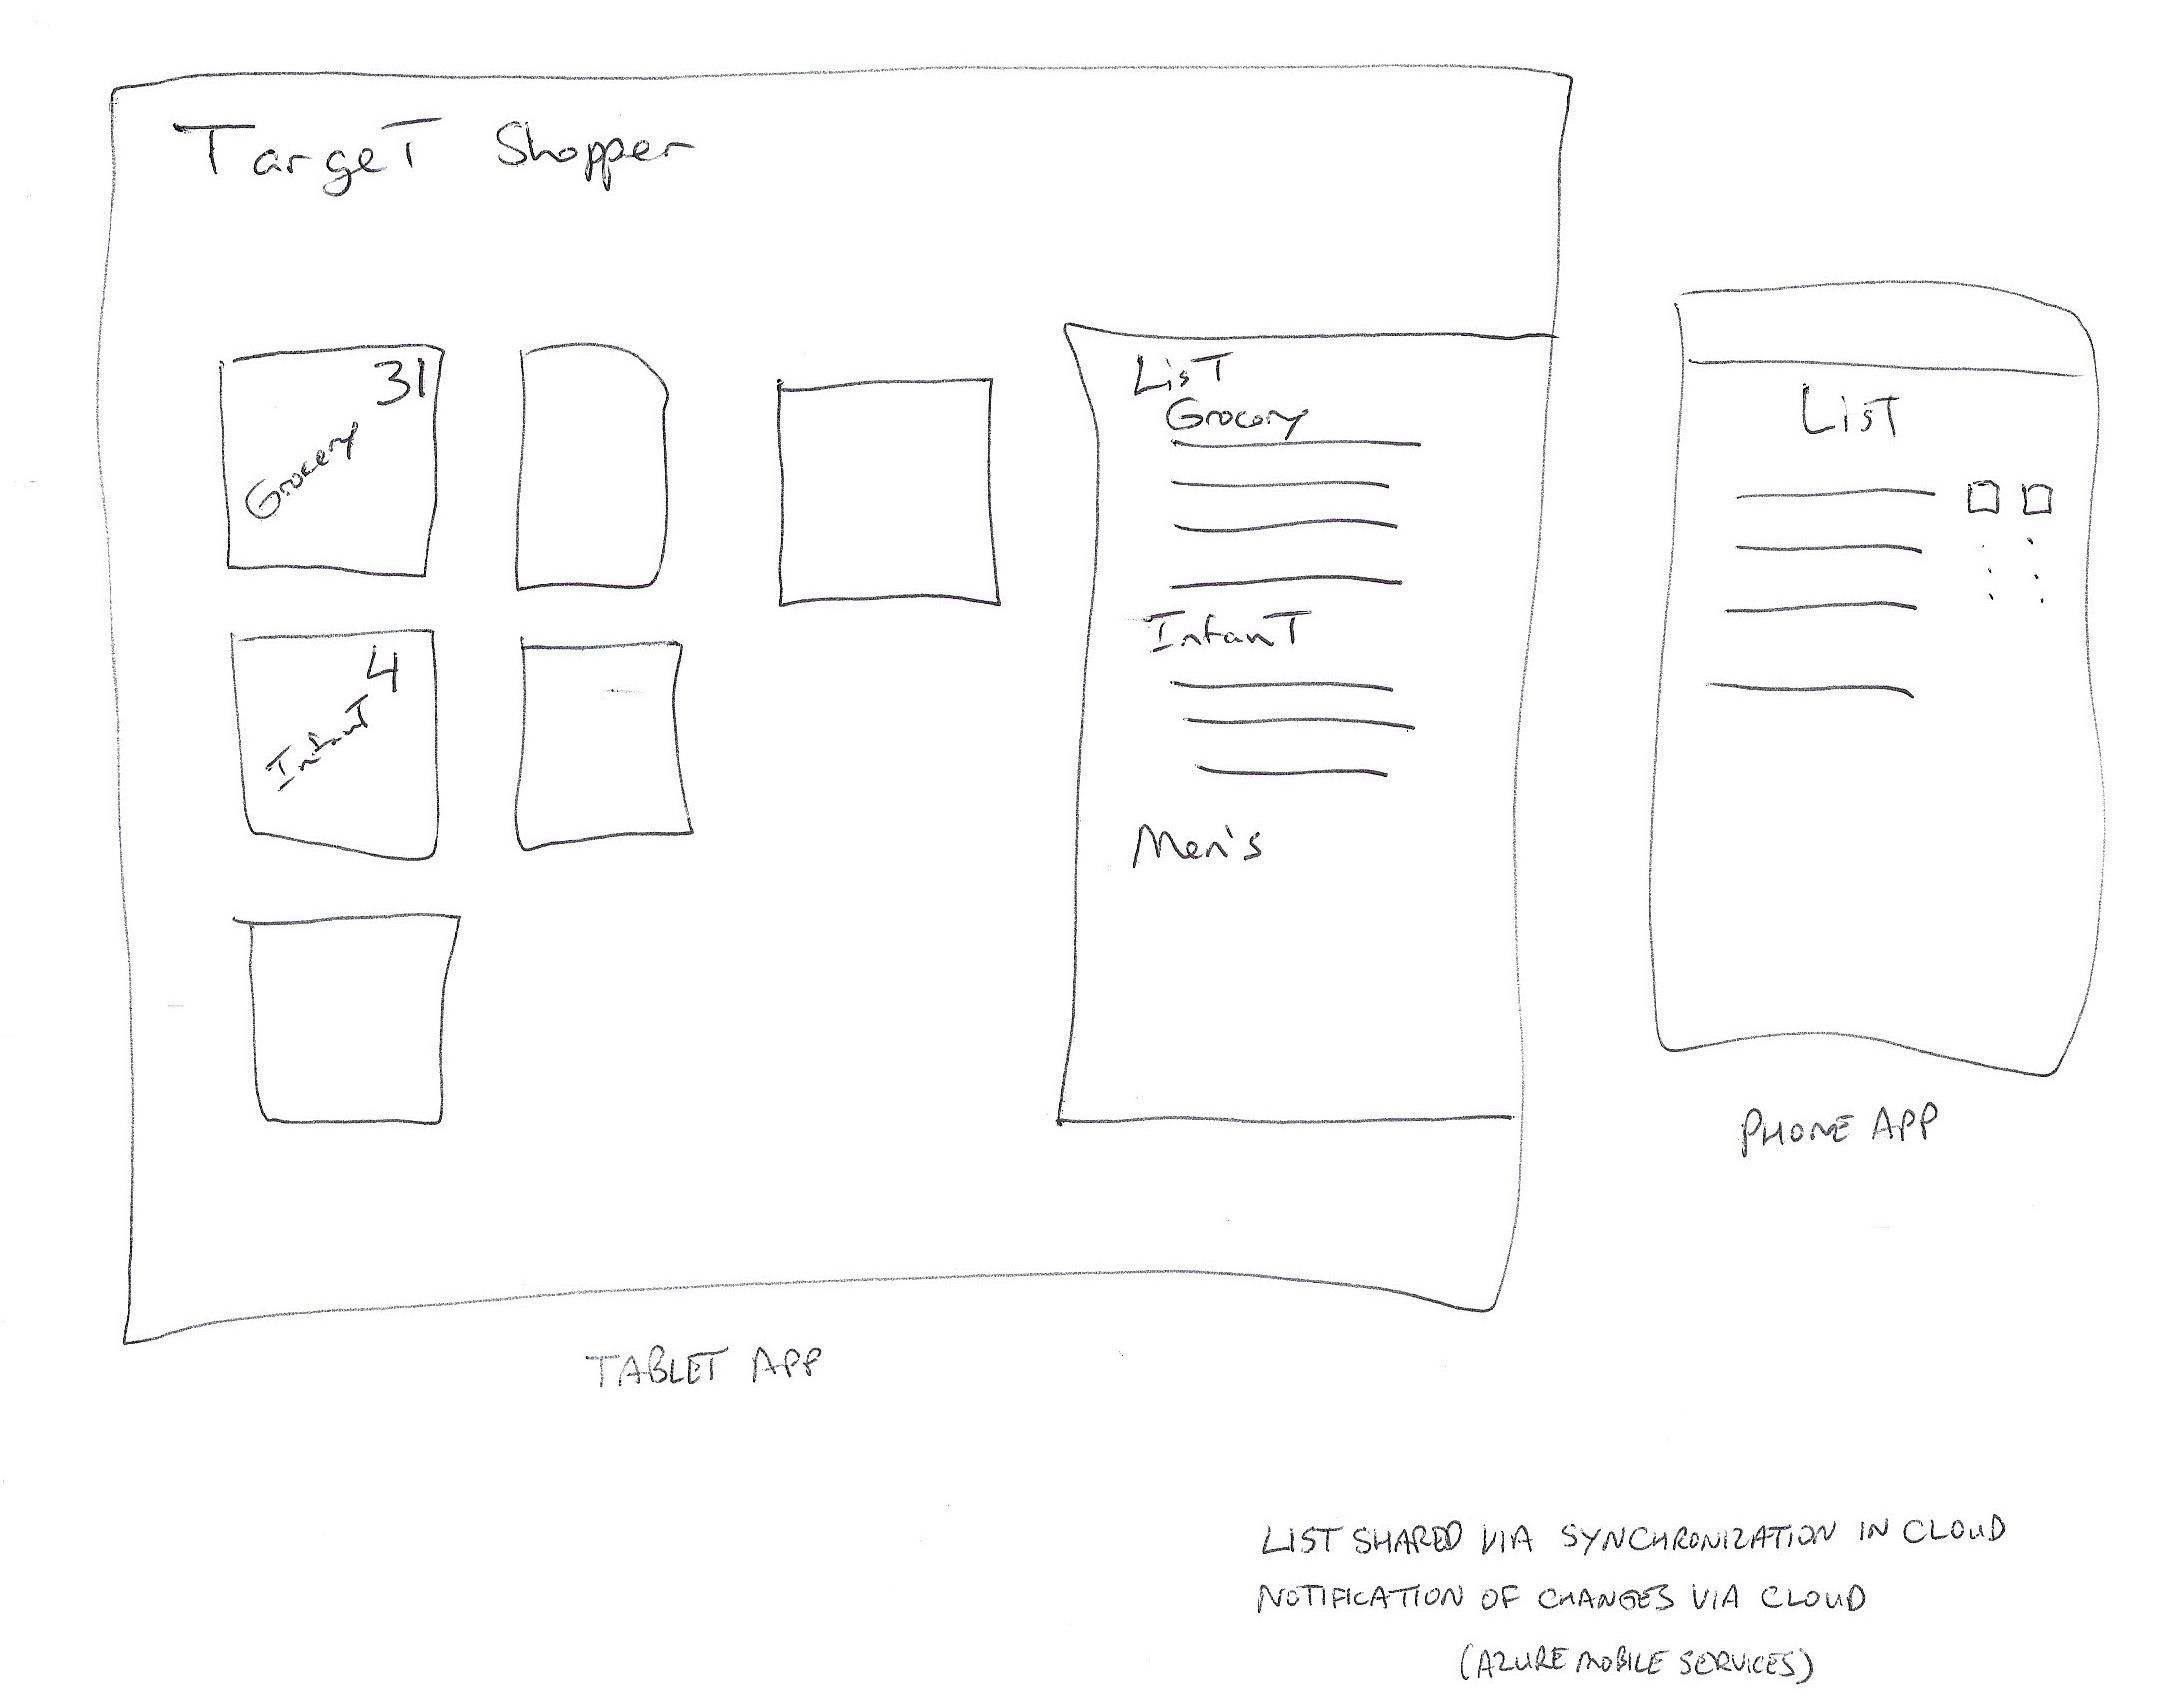 Target Shopper
31
Grocery
4
Infant
List
Grocery
Infant
Men's
List
PHONE APP
TABLET APP
LIST SHARED VIA SYNCHRONIZATION IN CLOUD
NOTIFICATION OF CHANGES VIA CLOUD
(AZURE MOBILE SERVICES)